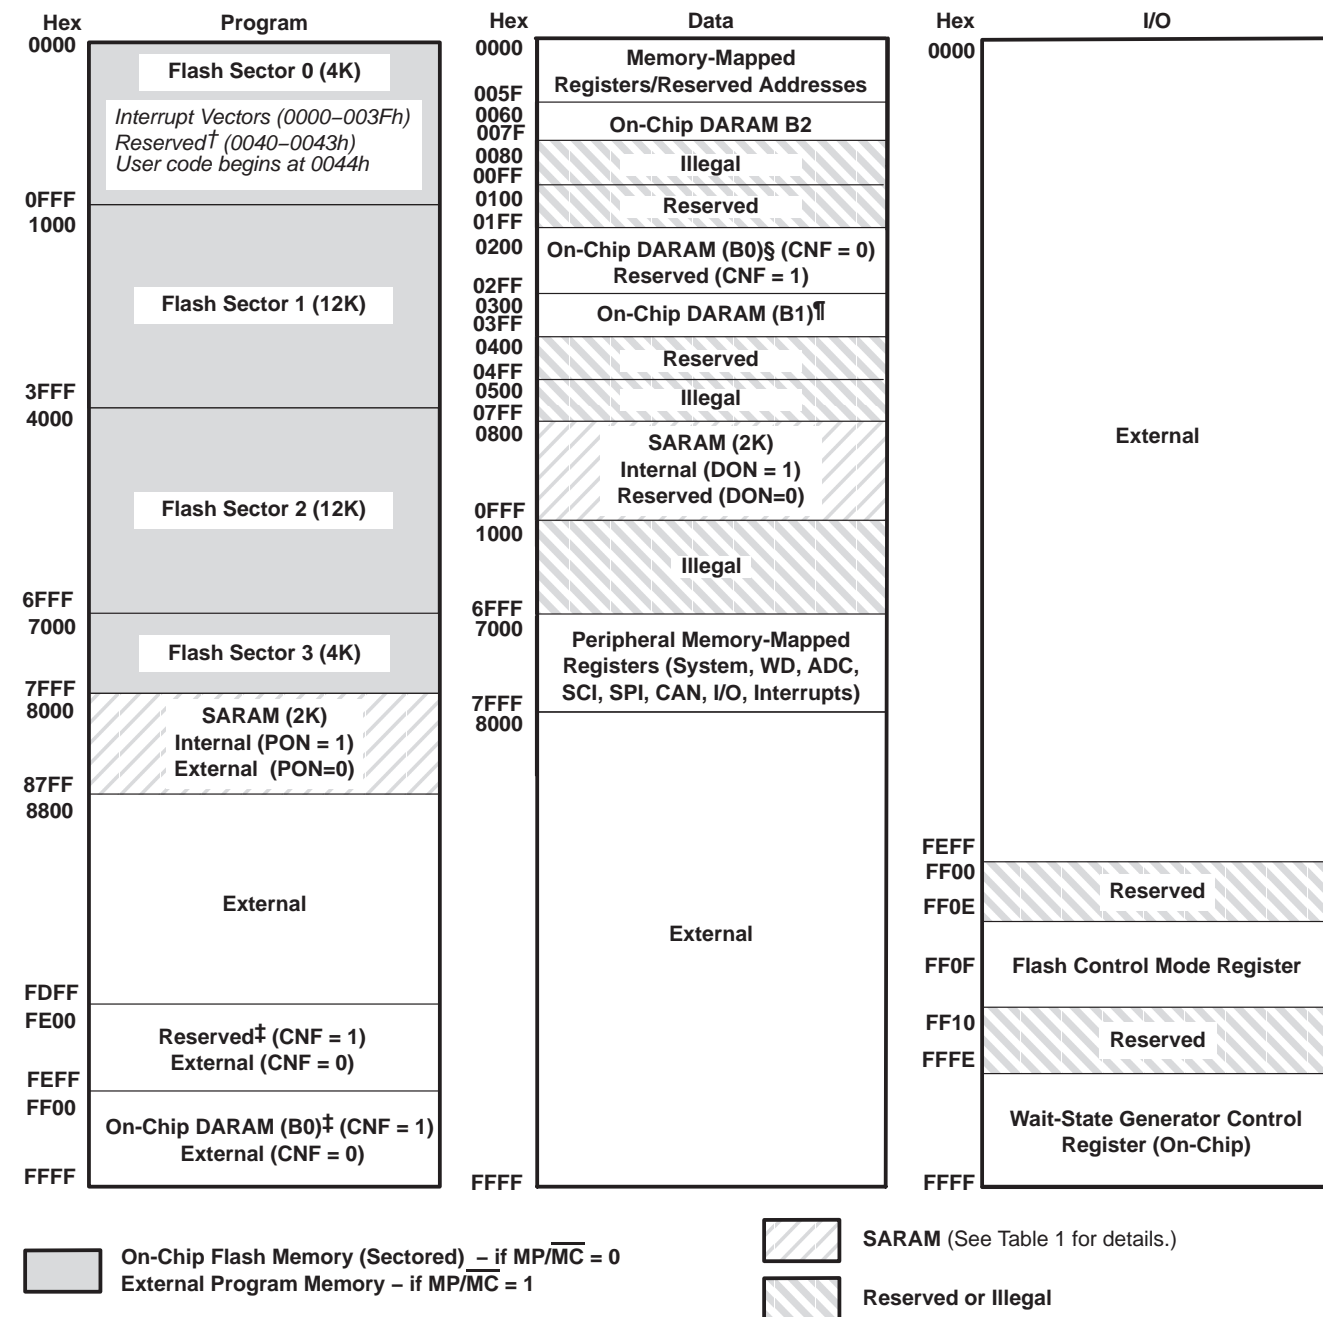 Hex Program
0000
Flash Sector 0 (4K)
Interrupt Vectors (0000–003Fh)
Reserved† (0040–0043h)
User code begins at 0044h
0FFF
1000
Flash Sector 1 (12K)
3FFF
4000
Flash Sector 2 (12K)
6FFF
7000
Flash Sector 3 (4K)
7FFF
8000
SARAM (2K)
Internal (PON = 1)
External (PON=0)
87FF
8800
External
FDFF
FE00
Reserved‡ (CNF = 1)
External (CNF = 0)
FEFF
FF00
On-Chip DARAM (B0)‡ (CNF = 1)
External (CNF = 0)
FFFF
Hex Data
0000
Memory-Mapped
Registers/Reserved Addresses
005F
0060
On-Chip DARAM B2
007F
0080
Illegal
00FF
0100
Reserved
01FF
0200
On-Chip DARAM (B0)§ (CNF = 0)
Reserved (CNF = 1)
02FF
0300
On-Chip DARAM (B1)¶
03FF
0400
Reserved
04FF
0500
Illegal
07FF
0800
SARAM (2K)
Internal (DON = 1)
Reserved (DON=0)
0FFF
1000
Illegal
6FFF
7000
Peripheral Memory-Mapped
Registers (System, WD, ADC,
SCI, SPI, CAN, I/O, Interrupts)
7FFF
8000
External
FFFF
Hex I/O
0000
External
FEFF
FF00
Reserved
FF0E
FF0F Flash Control Mode Register
FF10
Reserved
FFFE
Wait-State Generator Control
Register (On-Chip)
FFFF
On-Chip Flash Memory (Sectored) – if MP/M̅C̅ = 0
External Program Memory – if MP/M̅C̅ = 1
SARAM (See Table 1 for details.)
Reserved or Illegal